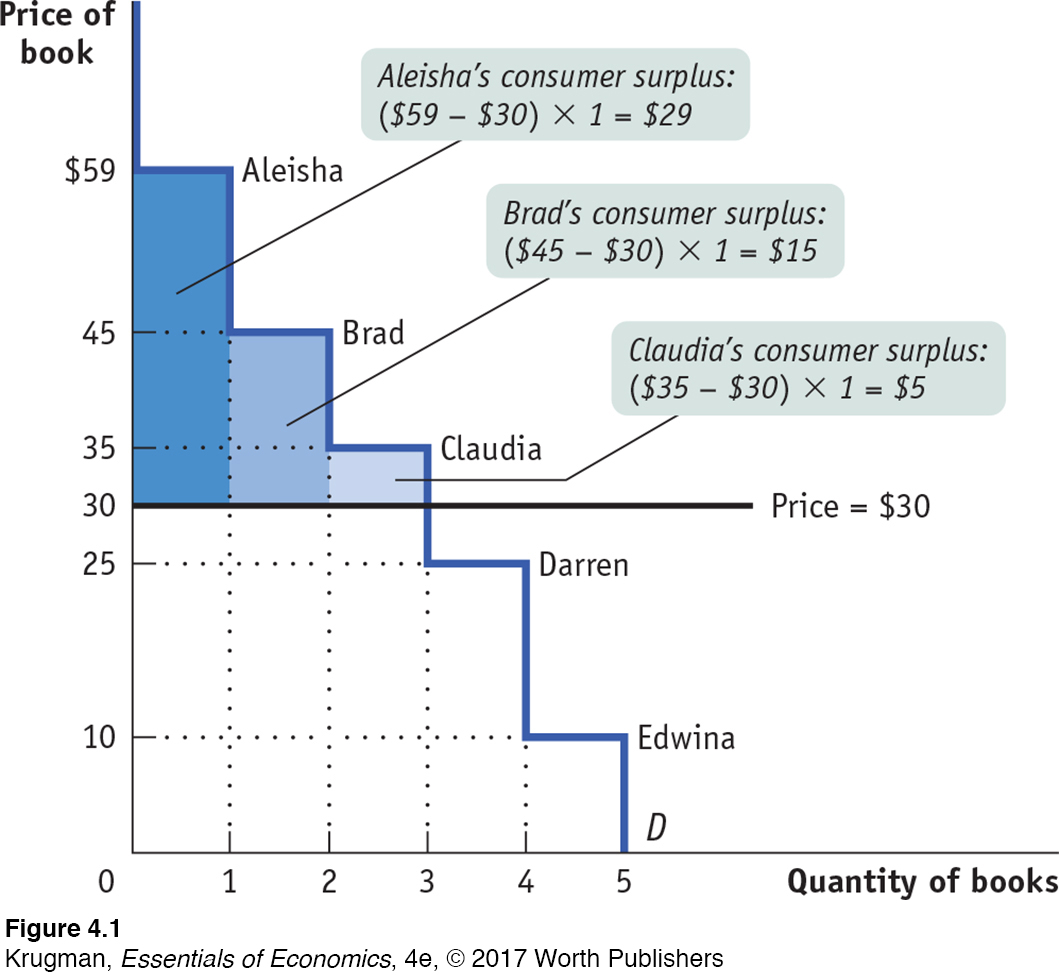 Price of
book
Aleisha’s consumer surplus:
($59 – $30) × 1 = $29
$59
Aleisha
Brad’s consumer surplus:
($45 – $30) × 1 = $15
45
Brad
Claudia’s consumer surplus:
($35 – $30) × 1 = $5
35
Claudia
30
Price = $30
25
Darren
10
Edwina
D
0 1 2 3 4 5 Quantity of books
Figure 4.1
Krugman, Essentials of Economics, 4e, © 2017 Worth Publishers